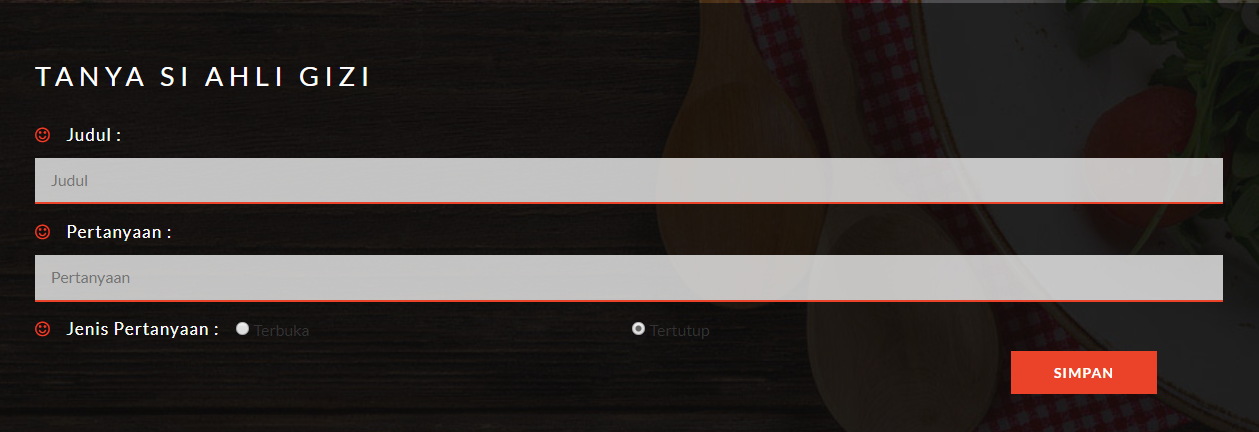 TANYA SI AHLI GIZI
Judul :
Judul
Pertanyaan :
Pertanyaan
Jenis Pertanyaan : Terbuka Tertutup
SIMPAN